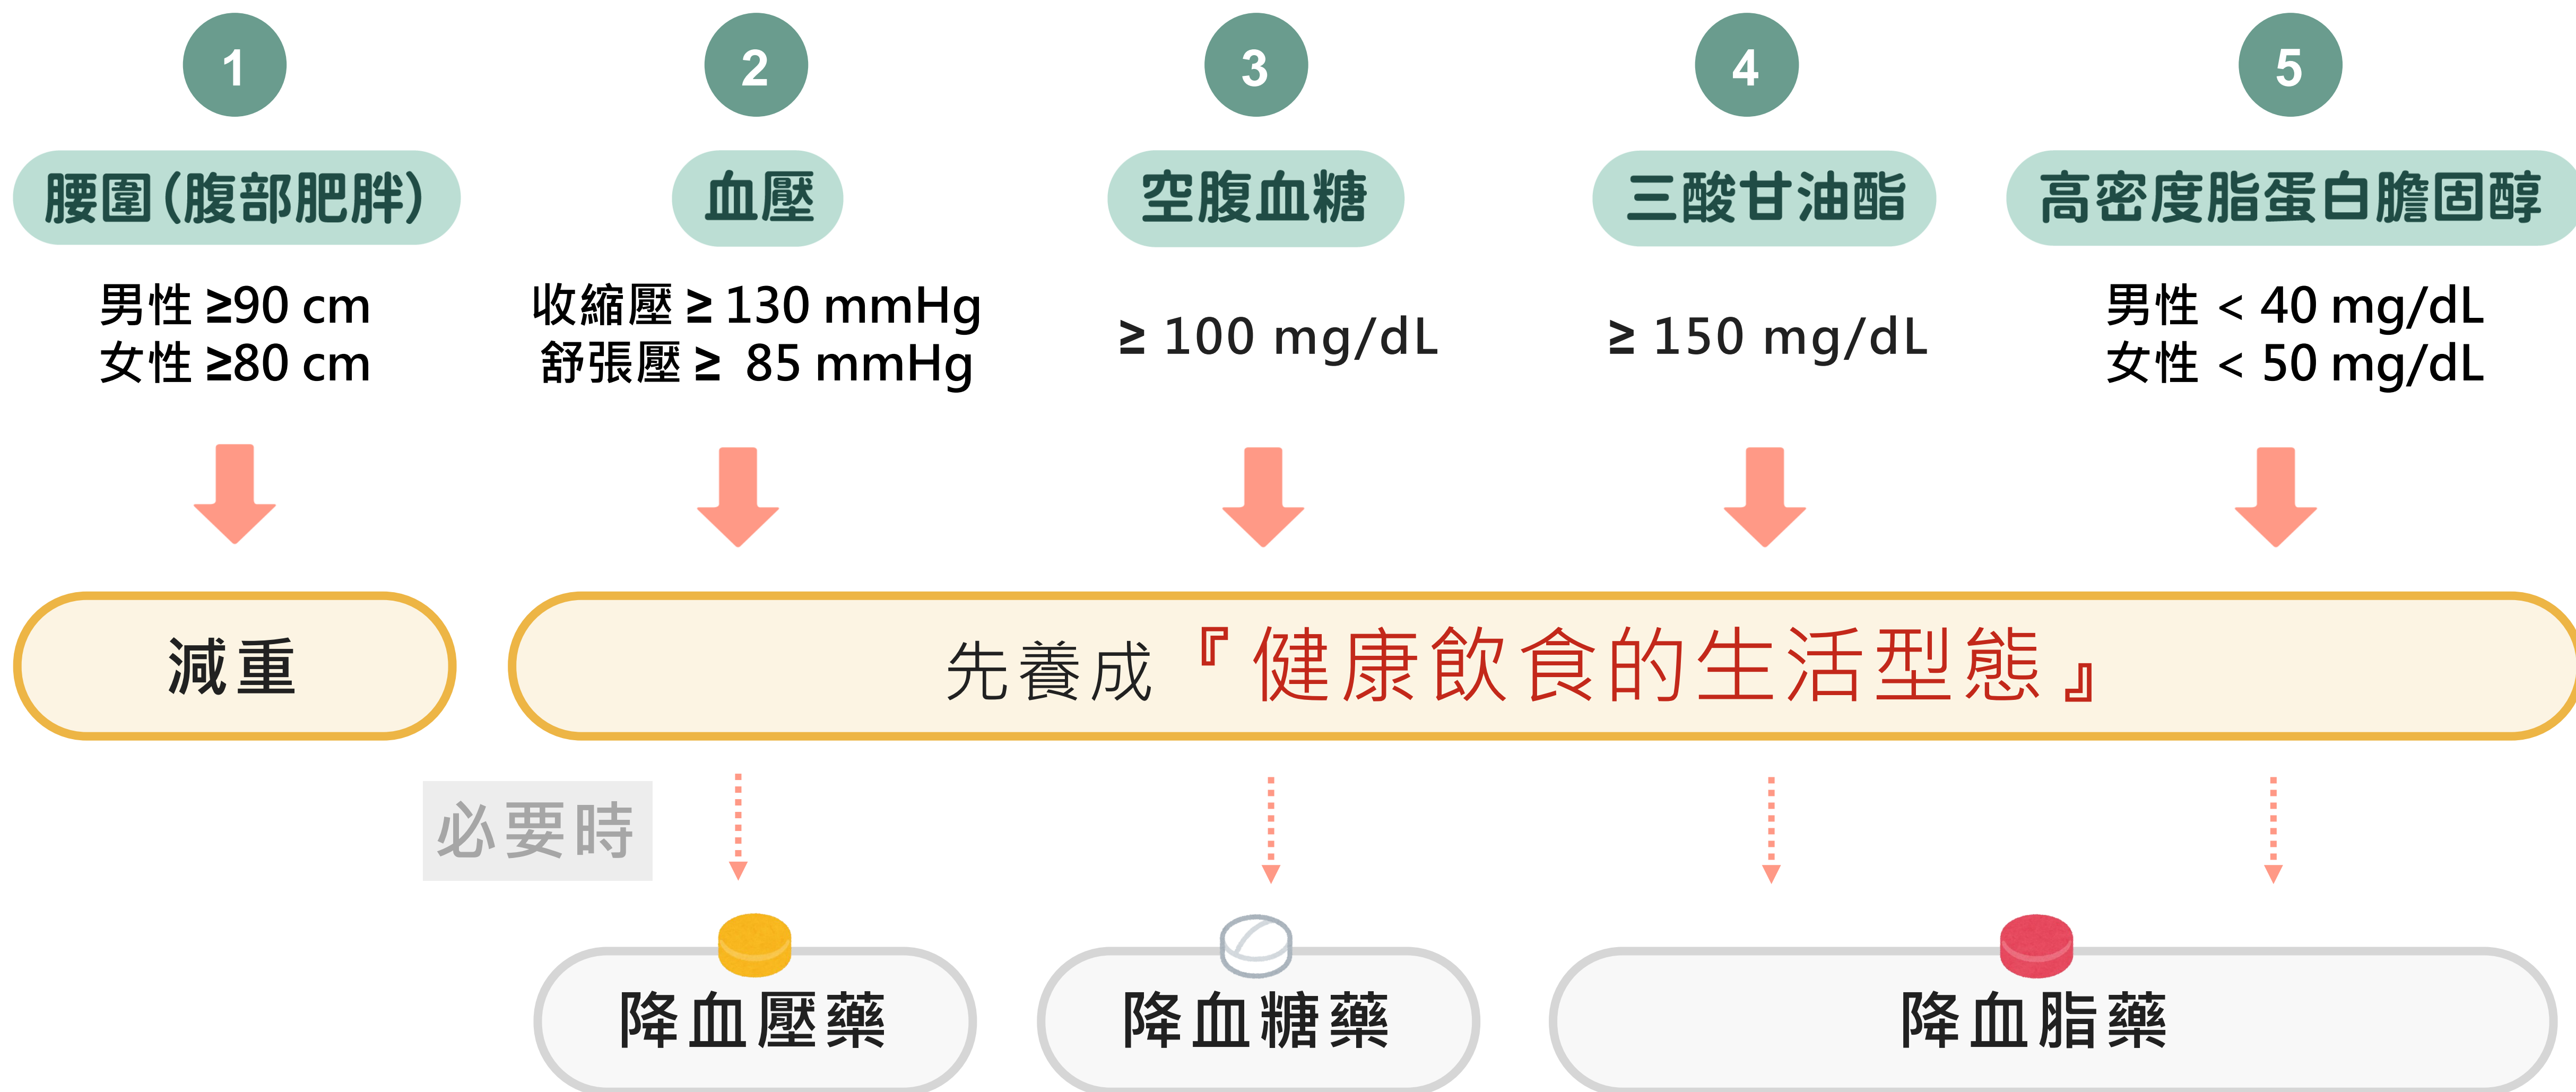 1
2
3
4
5
腰圍(腹部肥胖)
血壓
空腹血糖
三酸甘油酯
高密度脂蛋白膽固醇
男性 ≥90 cm
女性 ≥80 cm
收縮壓 ≥ 130 mmHg
舒張壓 ≥ 85 mmHg
≥ 100 mg/dL
≥ 150 mg/dL
男性 < 40 mg/dL
女性 < 50 mg/dL
減重
先養成『健康飲食的生活型態』
必要時
降血壓藥
降血糖藥
降血脂藥